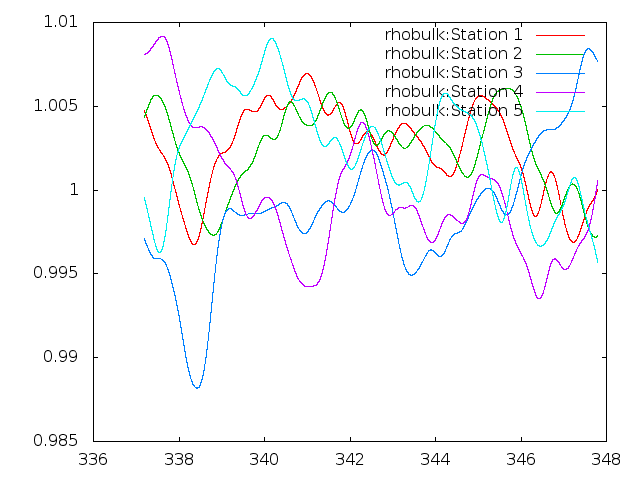 1.01
1.005
1
0.995
0.99
0.985
336
338
340
342
344
346
348
rhobulk:Station 1
rhobulk:Station 2
rhobulk:Station 3
rhobulk:Station 4
rhobulk:Station 5